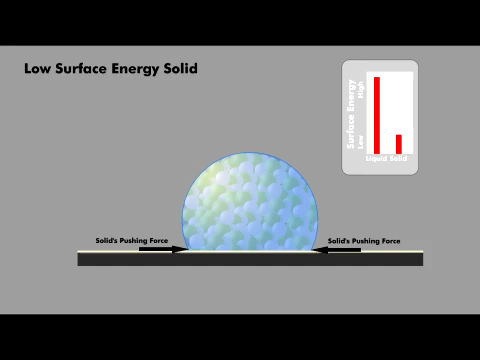 Low Surface Energy Solid
Surface Energy
Low High
Liquid Solid
Solid's Pushing Force
Solid's Pushing Force